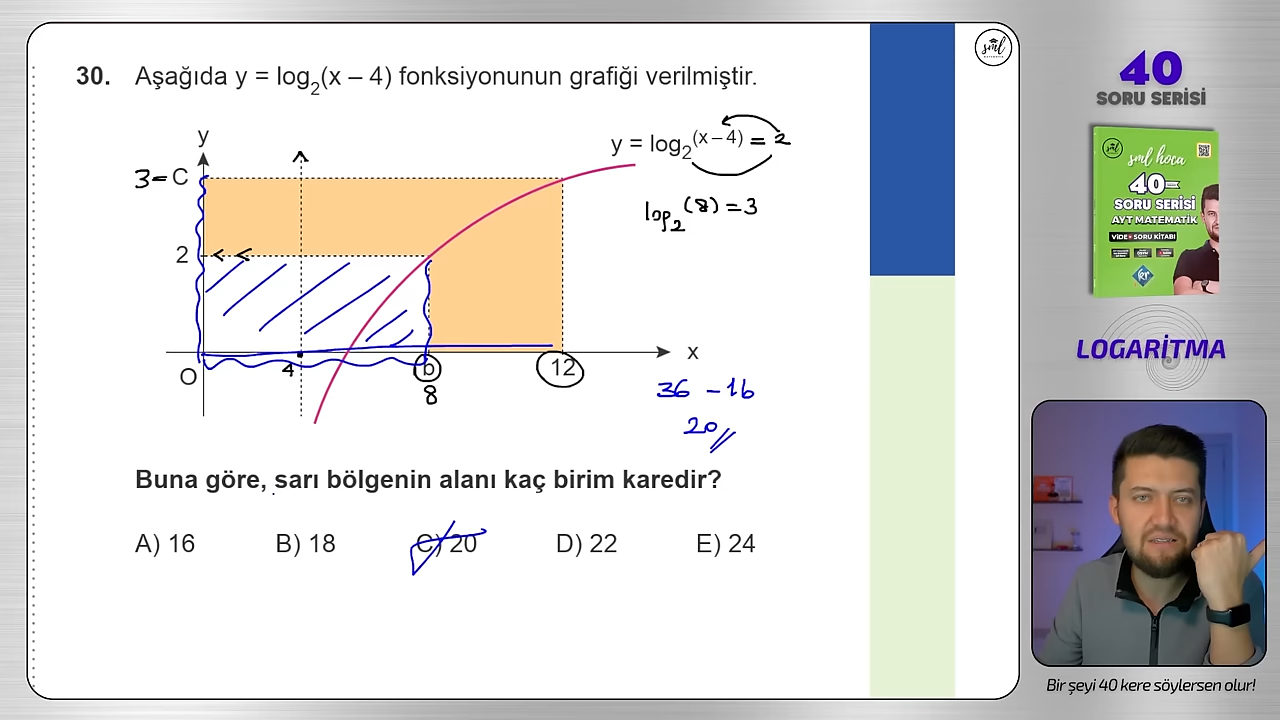 30. Aşağıda y = log₂(x – 4) fonksiyonunun grafiği verilmiştir.
y
y = log₂(x–4) = 2
3= C
log₂(8) = 3
2
x
O
4
b
8
12
36 - 16
20
Buna göre, sarı bölgenin alanı kaç birim karedir?
A) 16 B) 18 C) 20 D) 22 E) 24
sml
40
SORU SERİSİ
sml hoca
40
SORU SERİSİ
AYT MATEMATİK
VİDEO SORU KİTABI
LOGARİTMA
Bir şeyi 40 kere söylersen olur!